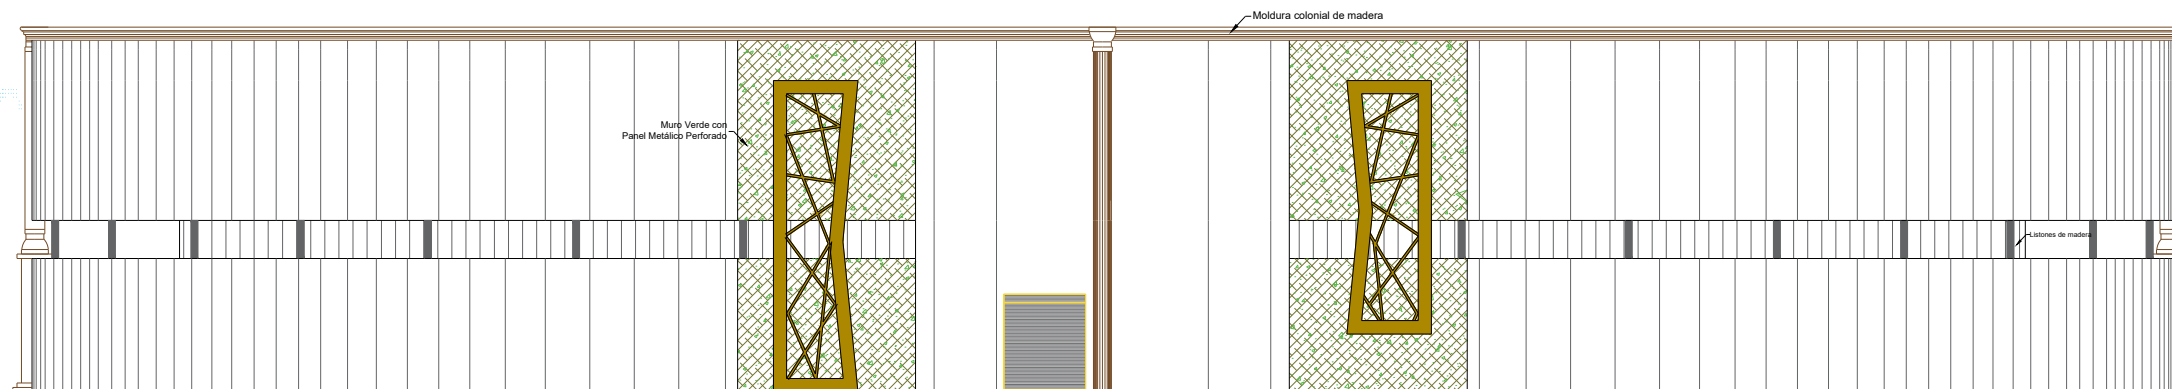 Moldura colonial de madera
Muro Verde con
Panel Metálico Perforado
Listones de madera